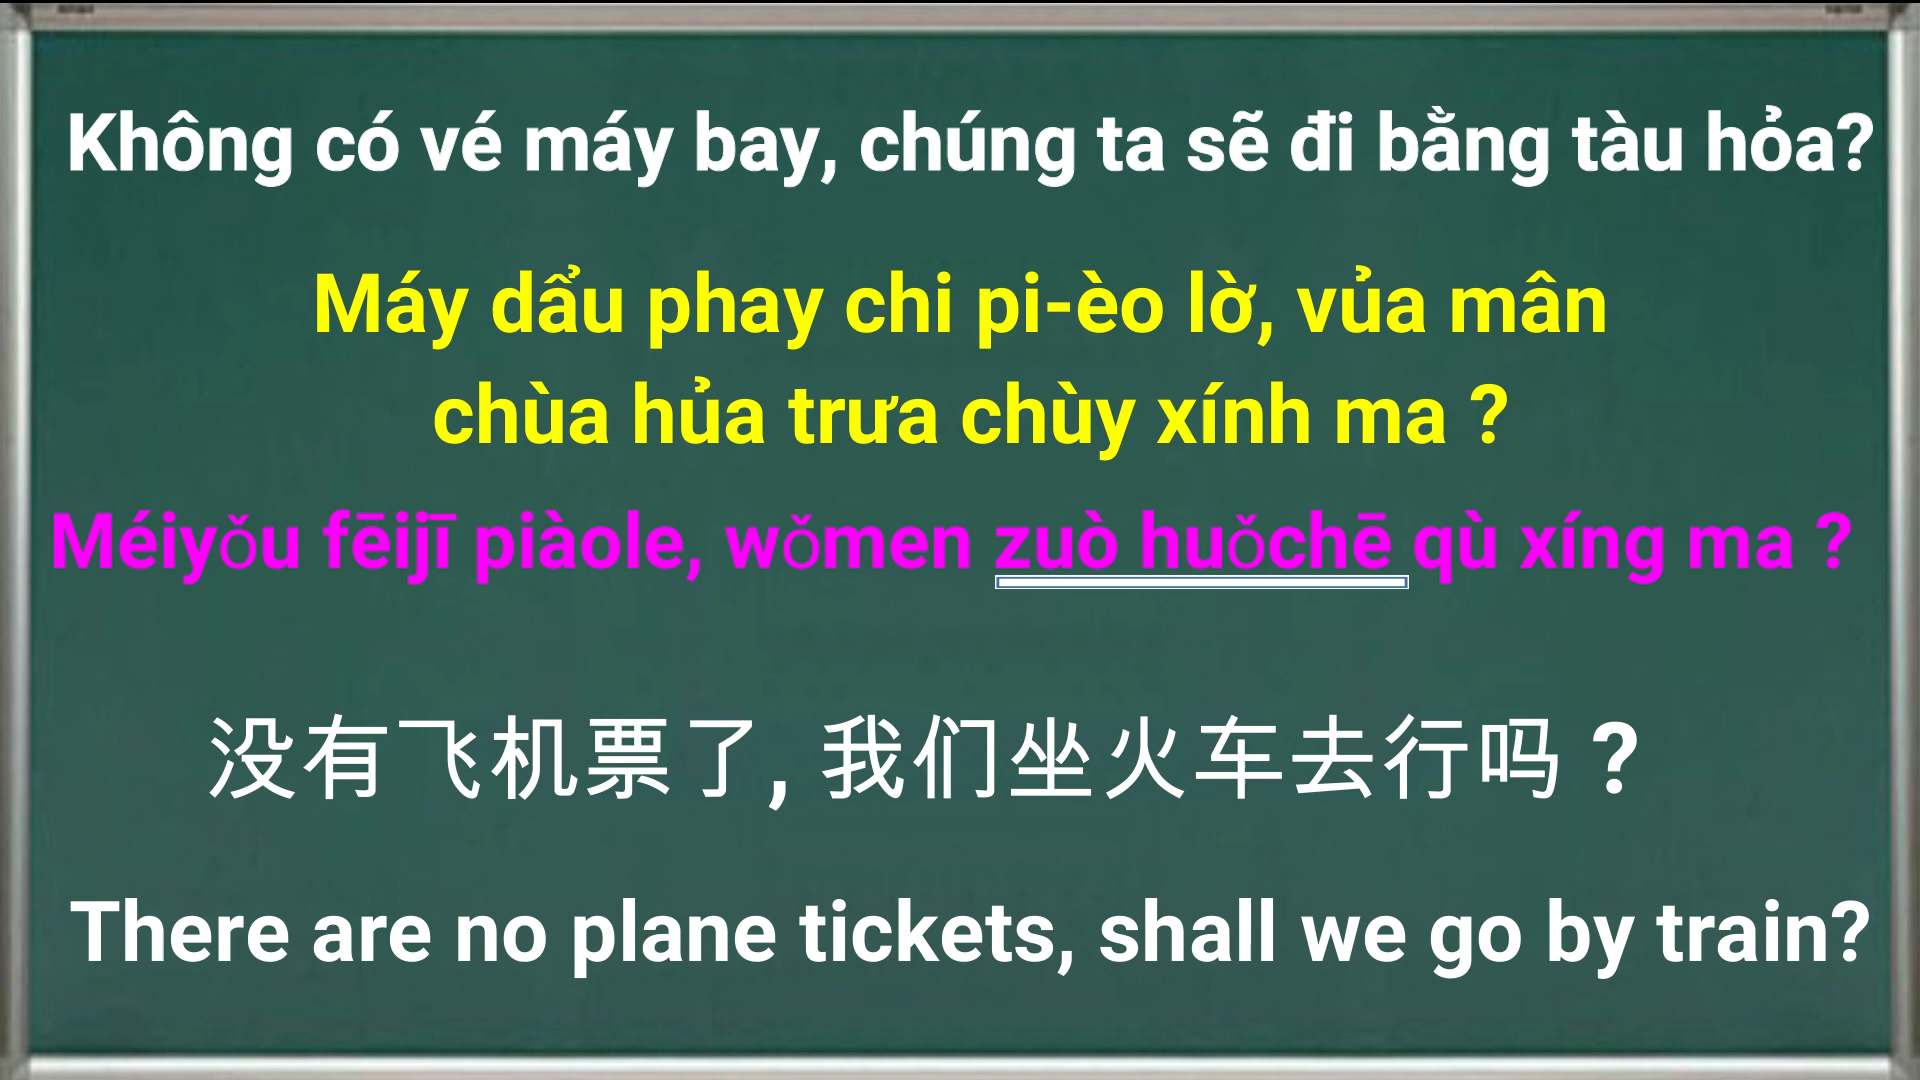 Không có vé máy bay, chúng ta sẽ đi bằng tàu hỏa?
Máy dẩu phay chi pi-èo lờ, vủa mân
chùa hủa trưa chùy xính ma ?
Méiyǒu fēijī piàole, wǒmen zuò huǒchē qù xíng ma ?
没有飞机票了, 我们坐火车去行吗 ?
There are no plane tickets, shall we go by train?